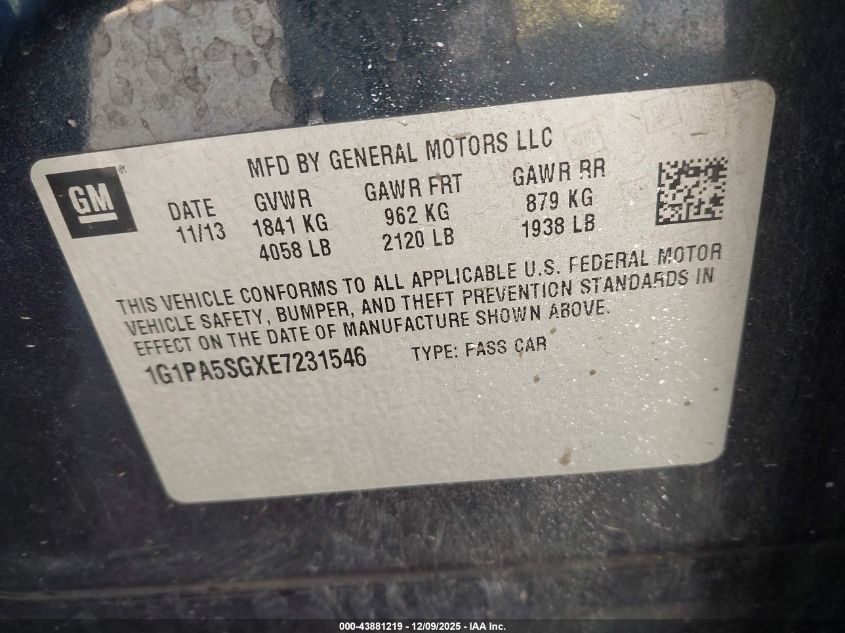 MFD BY GENERAL MOTORS LLC
GM®
DATE GVWR GAWR FRT GAWR RR
11/13 1841 KG 962 KG 879 KG
4058 LB 2120 LB 1938 LB
THIS VEHICLE CONFORMS TO ALL APPLICABLE U.S. FEDERAL MOTOR
VEHICLE SAFETY, BUMPER, AND THEFT PREVENTION STANDARDS IN
EFFECT ON THE DATE OF MANUFACTURE SHOWN ABOVE.
1G1PA5SGXE7231546 TYPE: PASS CAR
000-43881219 - 12/09/2025 - IAA Inc.